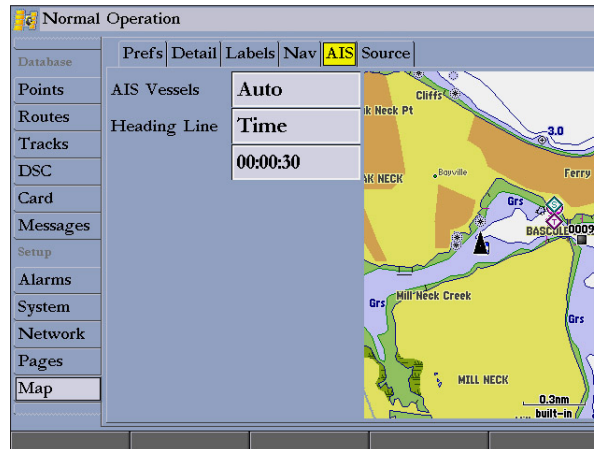 Normal Operation
Database
Points
Routes
Tracks
DSC
Card
Messages
Setup
Alarms
System
Network
Pages
Map
Prefs Detail Labels Nav AIS Source
AIS Vessels Auto
Heading Line Time
00:00:30
Cliffs
k Neck Pt
3.0
Bayville
Ferry
AK NECK
Grs
S
T
BASCULE
0009
Mill Neck Creek
Grs
Grs
MILL NECK
0.3nm
built-in